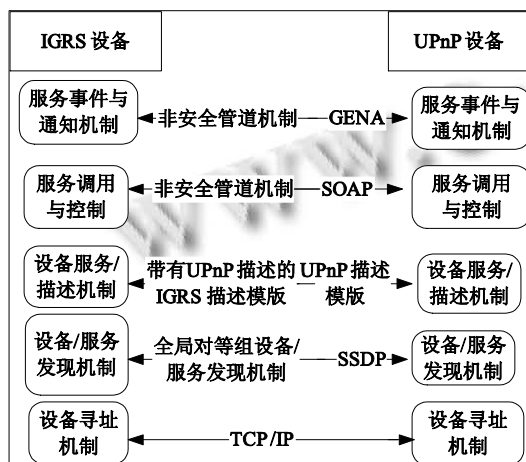 IGRS 设备
UPnP 设备
服务事件与
通知机制
非安全管道机制
GENA
服务事件与
通知机制
服务调用
与控制
非安全管道机制
SOAP
服务调用
与控制
设备服务/
描述机制
带有UPnP 描述的
IGRS 描述模版
UPnP 描述
模版
设备服务/
描述机制
设备/服务
发现机制
全局对等组设备/
服务发现机制
SSDP
设备/服务
发现机制
设备寻址
机制
TCP/IP
设备寻址
机制